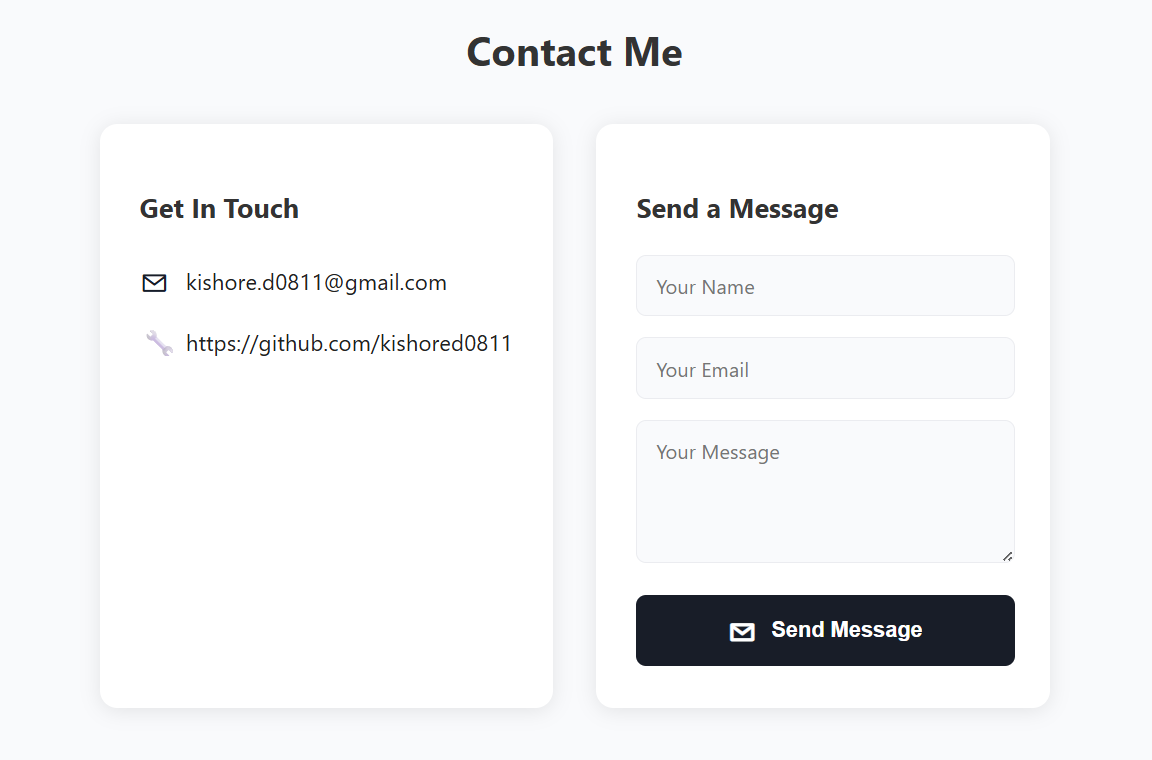 Contact Me
Get In Touch
kishore.d0811@gmail.com
https://github.com/kishored0811
Send a Message
Your Name
Your Email
Your Message
Send Message